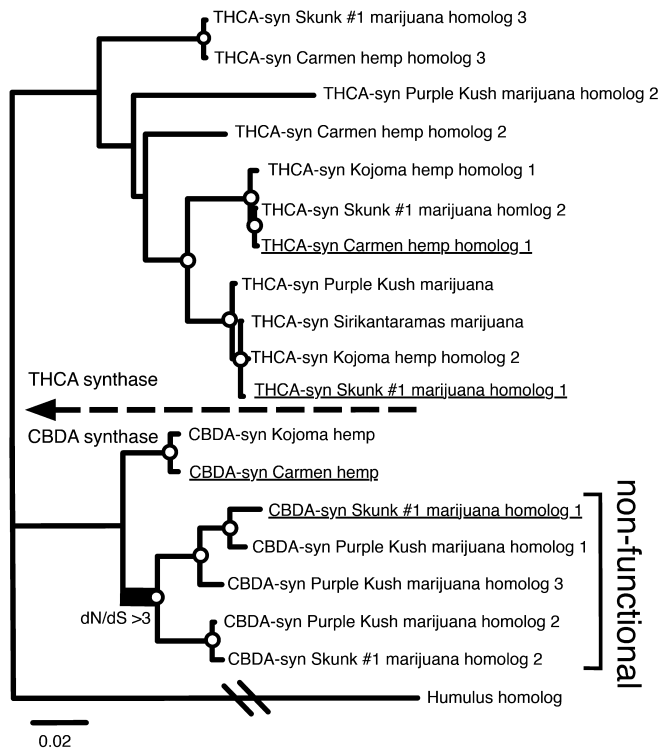 THCA-syn Skunk #1 marijuana homolog 3
THCA-syn Carmen hemp homolog 3
THCA-syn Purple Kush marijuana homolog 2
THCA-syn Carmen hemp homolog 2
THCA-syn Kojoma hemp homolog 1
THCA-syn Skunk #1 marijuana homlog 2
THCA-syn Carmen hemp homolog 1
THCA-syn Purple Kush marijuana
THCA-syn Sirikantaramas marijuana
THCA-syn Kojoma hemp homolog 2
THCA-syn Skunk #1 marijuana homolog 1
THCA synthase
CBDA synthase
CBDA-syn Kojoma hemp
CBDA-syn Carmen hemp
CBDA-syn Skunk #1 marijuana homolog 1
CBDA-syn Purple Kush marijuana homolog 1
CBDA-syn Purple Kush marijuana homolog 3
dN/dS >3
CBDA-syn Purple Kush marijuana homolog 2
CBDA-syn Skunk #1 marijuana homolog 2
non-functional
Humulus homolog
0.02